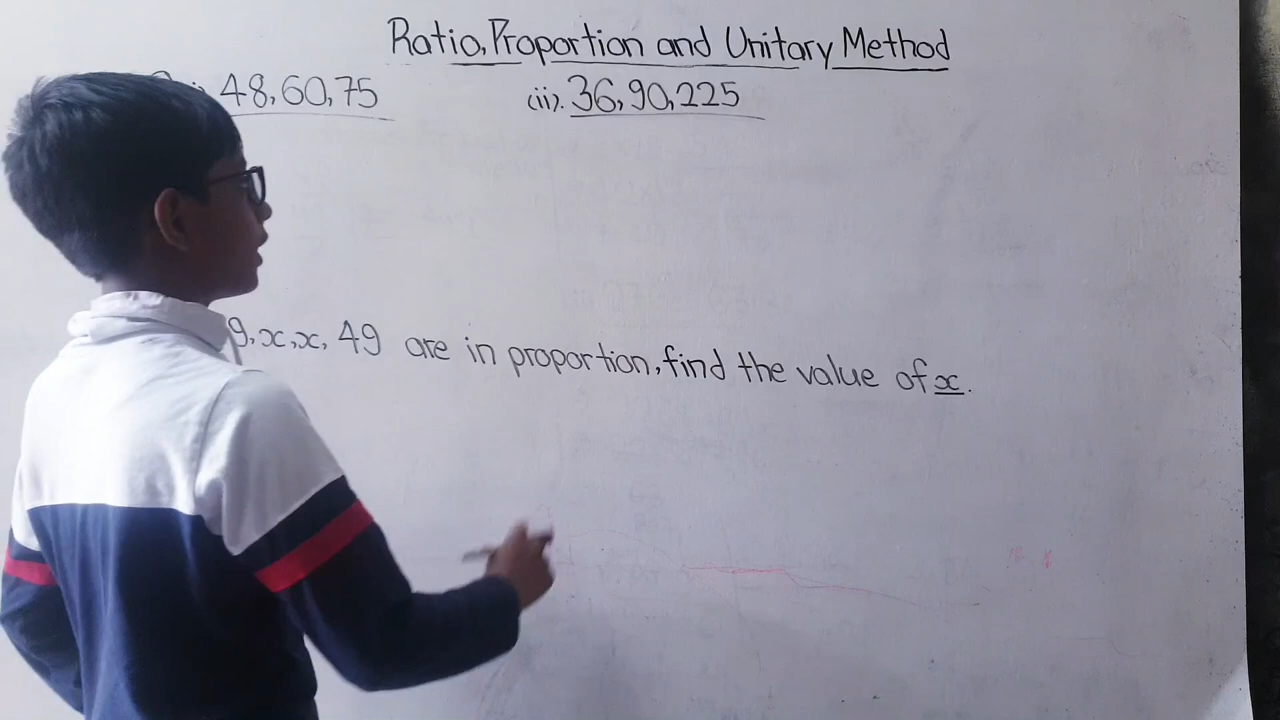 Ratio, Proportion and Unitary Method
48, 60, 75 (ii). 36, 90, 225
9, x, x, 49 are in proportion, find the value of x.